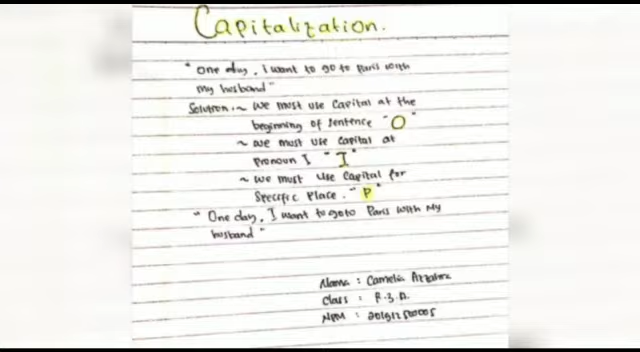 Capitalization.
"one day, i want to go to paris with
my husband"
Solution :~ we must use capital at the
beginning of sentence "O"
~ we must use capital at
pronoun I "I"
~ we must use capital for
specific place. "P"
"One day, I want to go to Paris with my
husband"
Nama : Camelia
Class : R.3.A.
NPM :